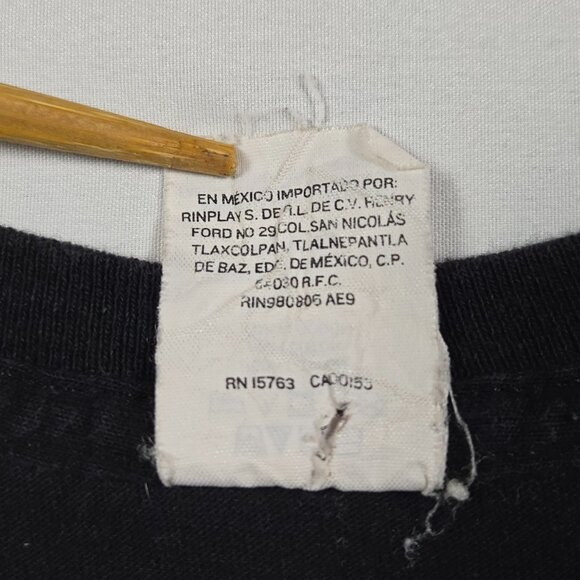 EN MÉXICO IMPORTADO POR:
RINPLAY S. DE R.L. DE C.V. HENRY
FORD NO 29 COL. SAN NICOLÁS
TLAXCOLPAN, TLALNEPANTLA
DE BAZ, EDO. DE MÉXICO, C.P.
54030 R.F.C.
RIN980805 AE9
RN 15763 CA00153